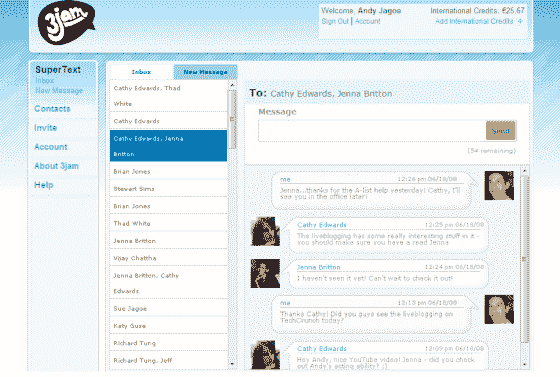 3jam
Welcome, Andy Jagoe
International Credits, €25.67
Sign Out | Account
Add International Credits +
SuperText
Inbox
New Message
Contacts
Invite
Account
About 3jam
Help
Inbox
New Message
Cathy Edwards, Thad
White
Cathy Edwards
Cathy Edwards, Jenna
Britton
Brian Jones
Stewart Sims
Brian Jones
Thad White
Jenna Britton
Vijay Chattha
Jenna Britton, Cathy
Edwards
Sue Jagoe
Katy Guse
Richard Tung
Richard Tung, Jeff
To: Cathy Edwards, Jenna Britton
Message
Send
(54 remaining)
me
12:26 pm 06/18/08
Jenna...thanks for the A-list help yesterday! Cathy, I'll
see you in the office later!
Cathy Edwards
12:25 pm 06/18/08
The liveblogging has some really interesting stuff in it -
you should make sure you have a read Jenna
Jenna Britton
12:24 pm 06/18/08
I haven't seen it yet! Can't wait to check it out!
me
pm 06/18/08
Thanks Cathy! Did you guys see the liveblogging on
TechCrunch today?
Cathy Edwards
12:09 pm 06/18/08
Hey Andy, nice YouTube video! Jenna - did you check
out Andy's acting ability? ;)